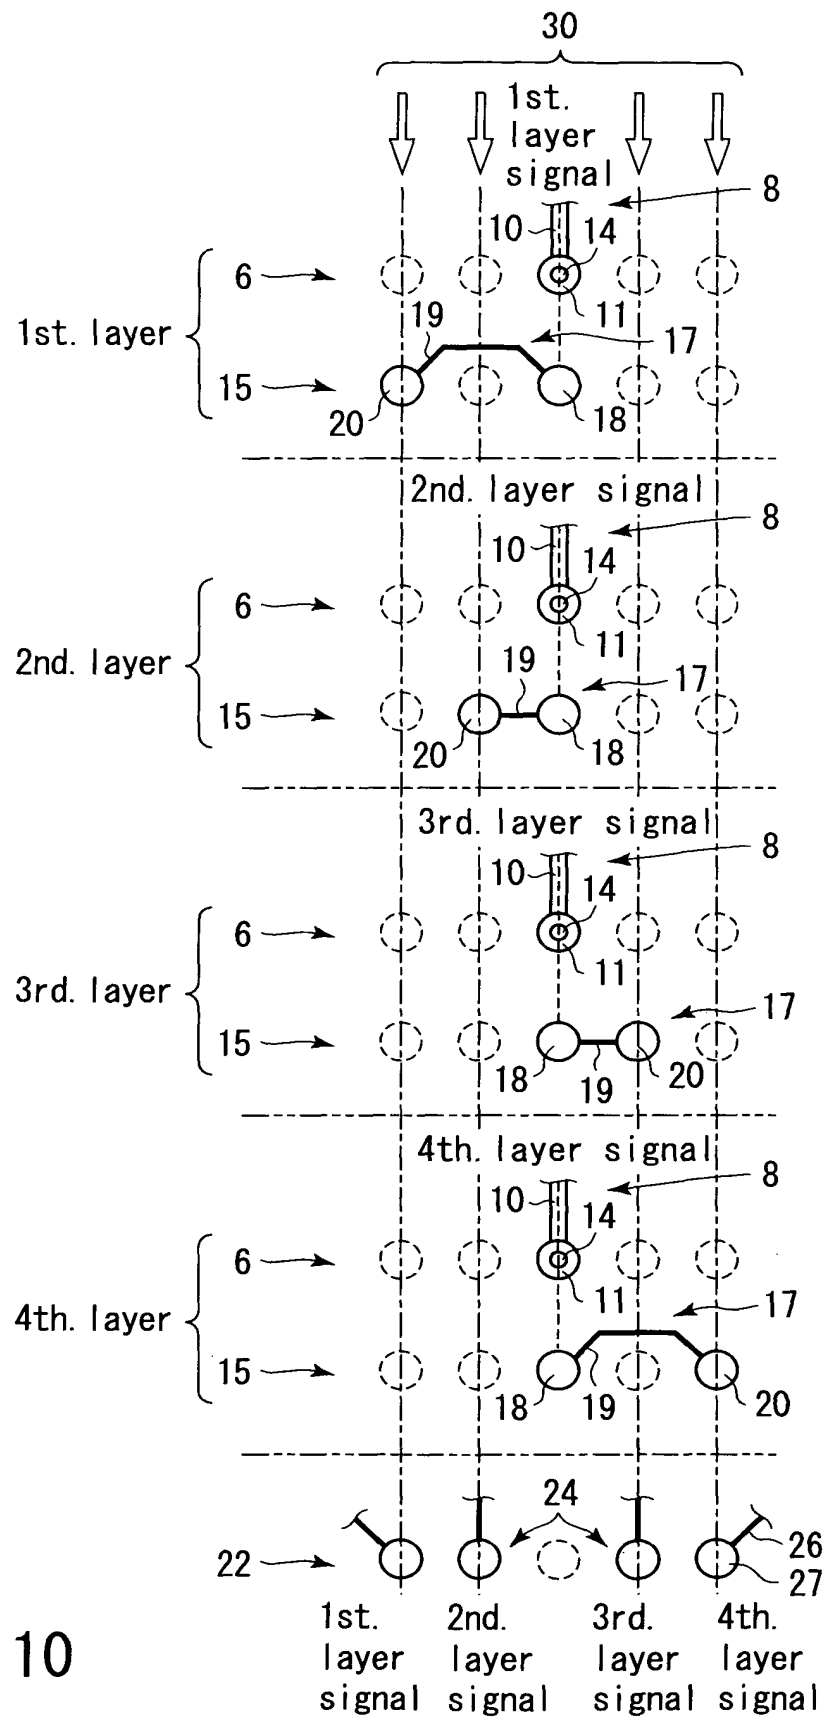 30
1st.
layer
signal
8
10
14
6
11
1st. layer
19
17
15
20
18
2nd. layer signal
8
10
14
6
11
2nd. layer
19
17
15
20
18
3rd. layer signal
8
10
14
6
11
3rd. layer
17
15
18
19
20
4th. layer signal
8
10
14
6
11
4th. layer
17
15
18
19
20
24
26
22
27
1st.
layer
signal
2nd.
layer
signal
3rd.
layer
signal
4th.
layer
signal
10